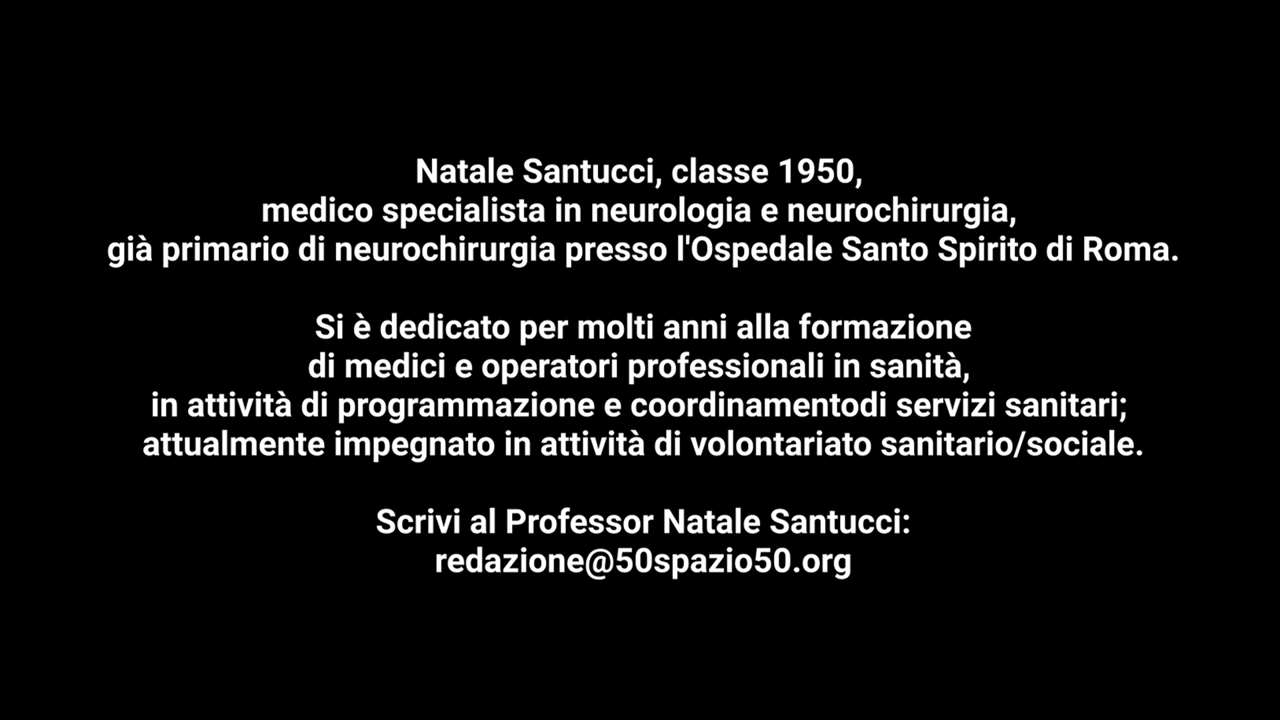 Natale Santucci, classe 1950,
medico specialista in neurologia e neurochirurgia,
già primario di neurochirurgia presso l'Ospedale Santo Spirito di Roma.
Si è dedicato per molti anni alla formazione
di medici e operatori professionali in sanità,
in attività di programmazione e coordinamentodi servizi sanitari;
attualmente impegnato in attività di volontariato sanitario/sociale.
Scrivi al Professor Natale Santucci:
redazione@50spazio50.org